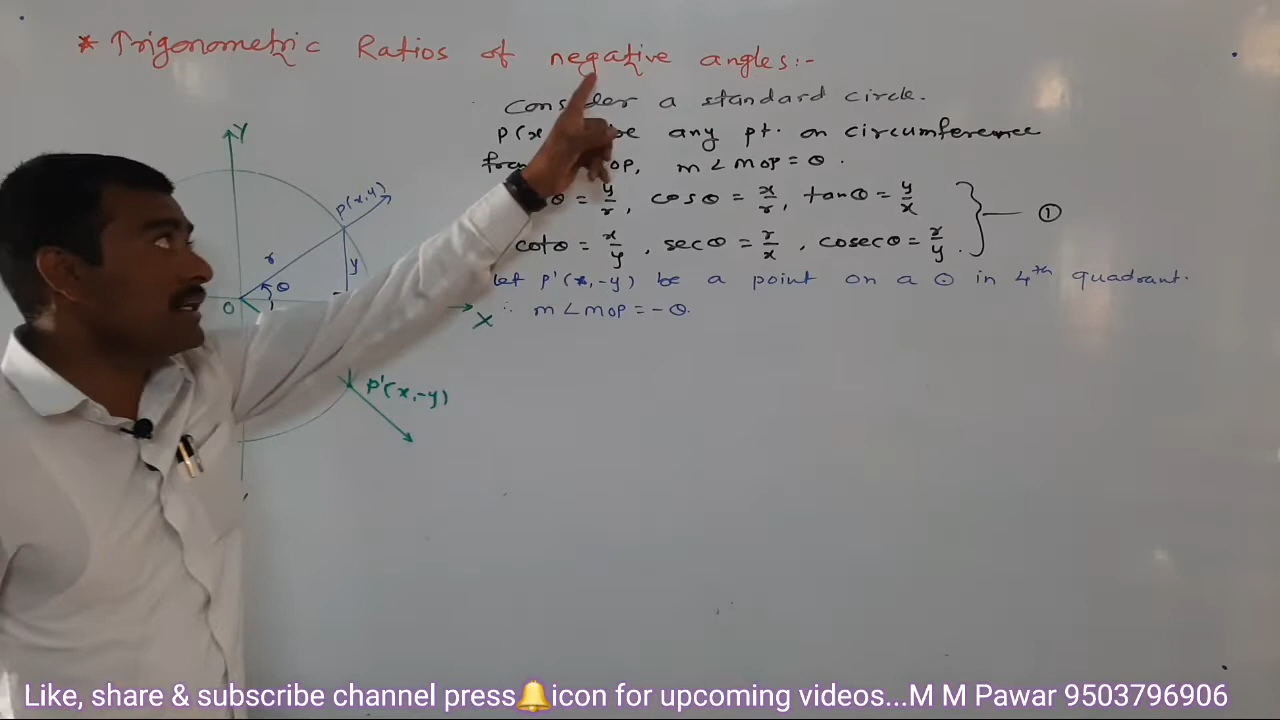 * Trigonometric Ratios of negative angles:-
Consider a standard circle.
P(x be any pt. on circumference
OP, m∠MOP = θ.
θ = y/r, cosθ = x/r, tanθ = y/x
cotθ = x/y, secθ = r/x, cosecθ = r/y. } — ①
let P'(x,-y) be a point on a ⊙ in 4th quadrant.
∴ m∠MOP = -θ.
Y
P(x,y)
r
y
θ
O
X
P'(x,-y)
Like, share & subscribe channel press🔔icon for upcoming videos...M M Pawar 9503796906